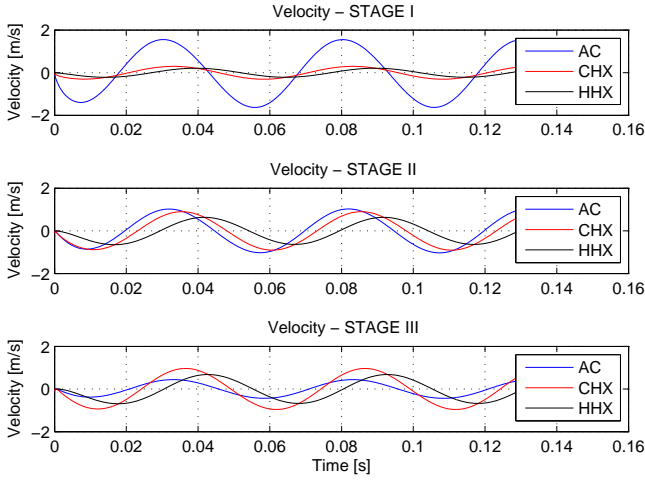 Velocity – STAGE I
Velocity [m/s]
2
0
−2
0 0.02 0.04 0.06 0.08 0.1 0.12 0.14 0.16
AC
CHX
HHX
Velocity – STAGE II
Velocity [m/s]
2
0
−2
0 0.02 0.04 0.06 0.08 0.1 0.12 0.14 0.16
AC
CHX
HHX
Velocity – STAGE III
Velocity [m/s]
2
0
−2
0 0.02 0.04 0.06 0.08 0.1 0.12 0.14 0.16
AC
CHX
HHX
Time [s]